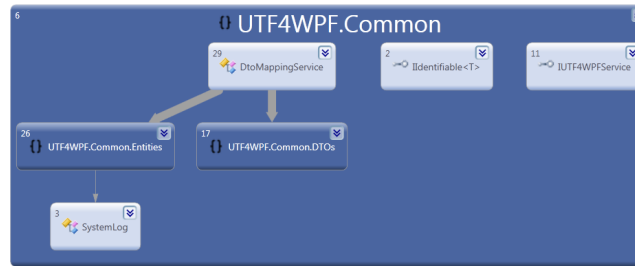 6
{} UTF4WPF.Common
29
DtoMappingService
2
IIdentifiable<T>
11
IUTF4WPFService
26
{} UTF4WPF.Common.Entities
17
{} UTF4WPF.Common.DTOs
3
SystemLog